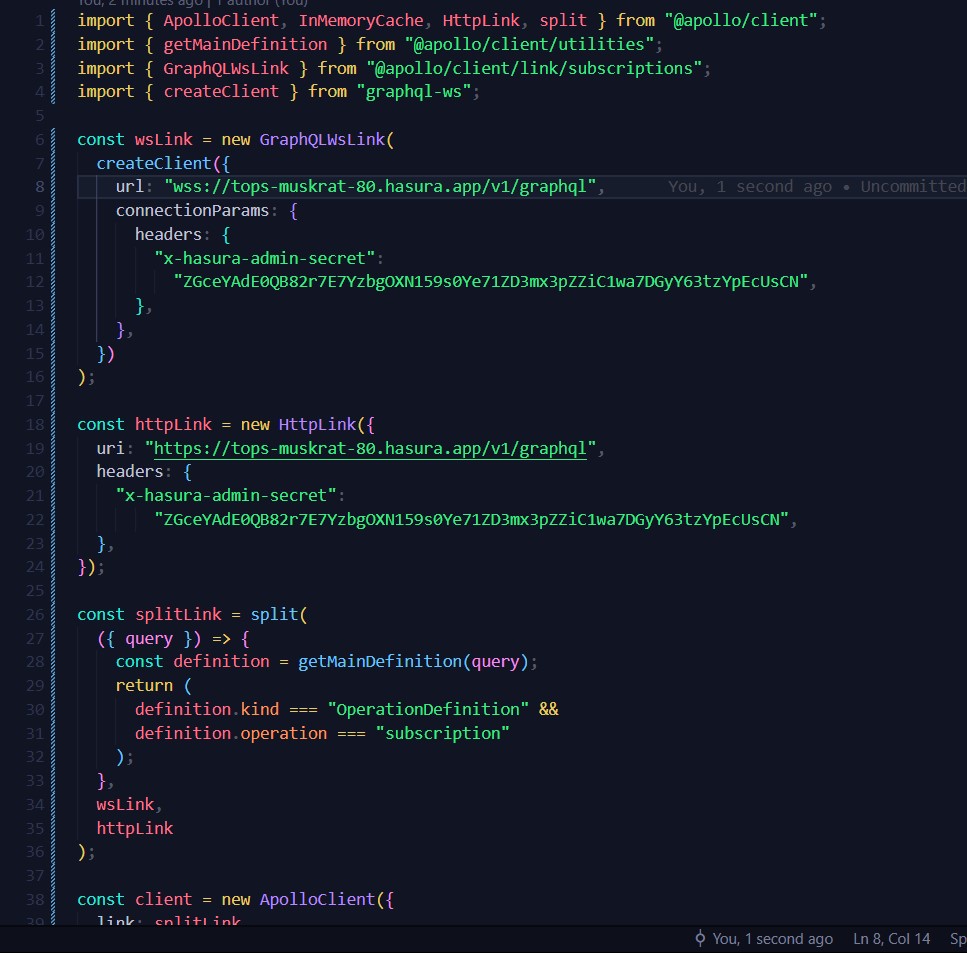 You, 2 minutes ago | 1 author (You)
1 import { ApolloClient, InMemoryCache, HttpLink, split } from "@apollo/client";
2 import { getMainDefinition } from "@apollo/client/utilities";
3 import { GraphQLWsLink } from "@apollo/client/link/subscriptions";
4 import { createClient } from "graphql-ws";
5
6 const wsLink = new GraphQLWsLink(
7 createClient({
8 url: "wss://tops-muskrat-80.hasura.app/v1/graphql", You, 1 second ago • Uncommitted
9 connectionParams: {
10 headers: {
11 "x-hasura-admin-secret":
12 "ZGceYAdE0QB82r7E7YzbgOXN159s0Ye71ZD3mx3pZZiC1wa7DGyY63tzYpEcUsCN",
13 },
14 },
15 })
16 );
17
18 const httpLink = new HttpLink({
19 uri: "https://tops-muskrat-80.hasura.app/v1/graphql",
20 headers: {
21 "x-hasura-admin-secret":
22 "ZGceYAdE0QB82r7E7YzbgOXN159s0Ye71ZD3mx3pZZiC1wa7DGyY63tzYpEcUsCN",
23 },
24 });
25
26 const splitLink = split(
27 ({ query }) => {
28 const definition = getMainDefinition(query);
29 return (
30 definition.kind === "OperationDefinition" &&
31 definition.operation === "subscription"
32 );
33 },
34 wsLink,
35 httpLink
36 );
37
38 const client = new ApolloClient({
39 link: splitLink
You, 1 second ago Ln 8, Col 14 Sp